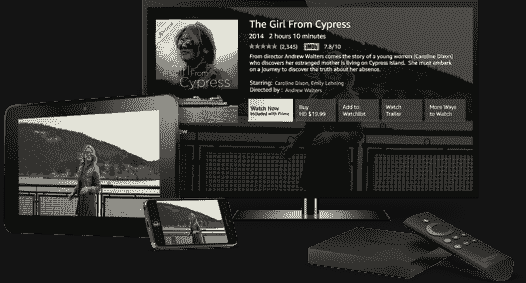 The Girl From Cypress
2014 2 hours 10 minutes
(2,345) IMDb 7.8/10
From director Andrew Walters comes the story of a young woman (Caroline Dixon)
who discovers her estranged mother is living on Cypress Island. She must embark
on a journey to discover the truth about her absence.
Starring: Caroline Dixon, Emily Lehning
Directed by: Andrew Walters
Watch Now
Included with Prime
Buy
HD $19.99
Add to
Watchlist
Watch
Trailer
More Ways
to Watch
Girl
From
Cypress